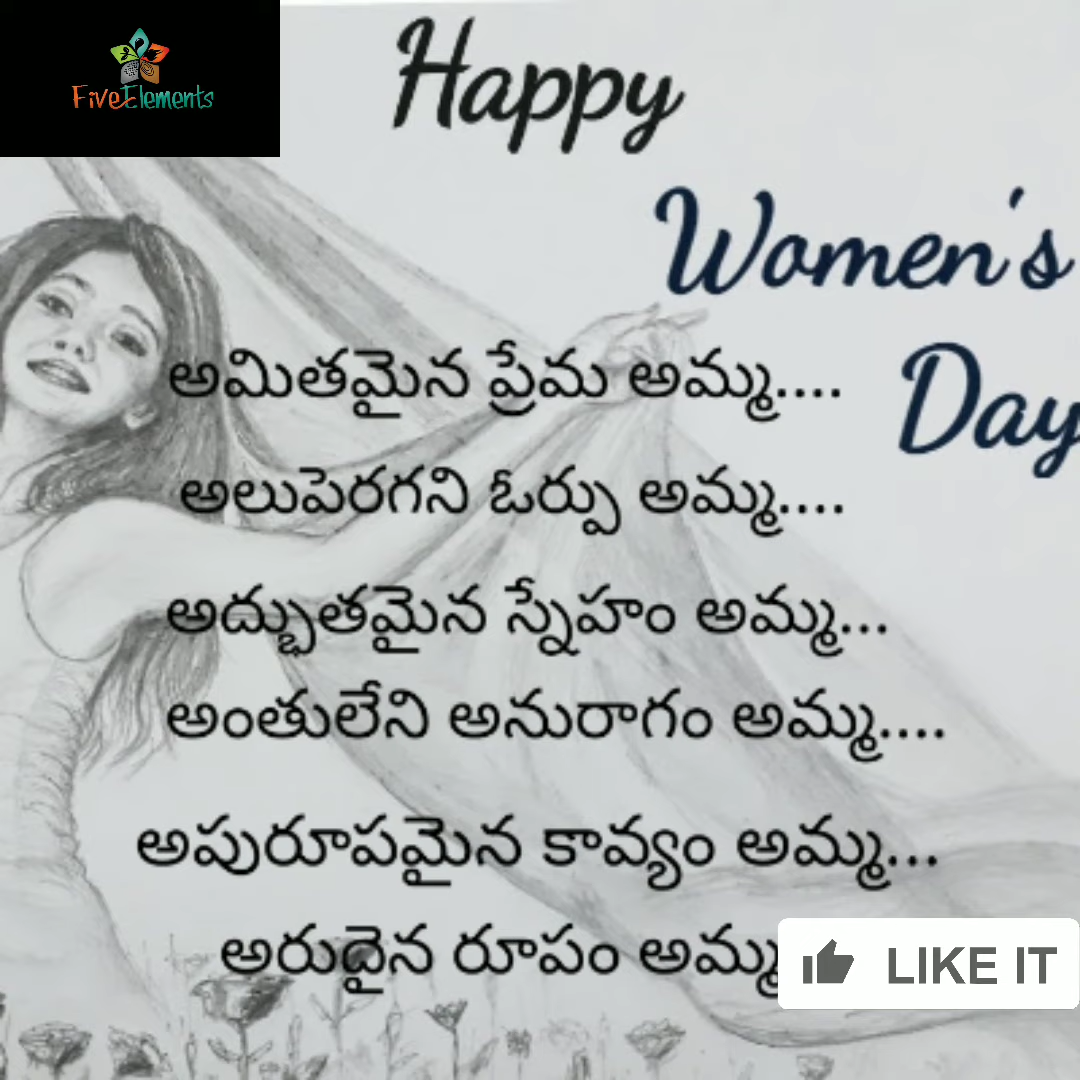 FiveElements
Happy
Women's
Day
అమితమైన ప్రేమ అమ్మ....
అలుపెరగని ఓర్పు అమ్మ....
అద్భుతమైన స్నేహం అమ్మ...
అంతులేని అనురాగం అమ్మ....
అపురూపమైన కావ్యం అమ్మ...
అరుదైన రూపం అమ్మ
LIKE IT